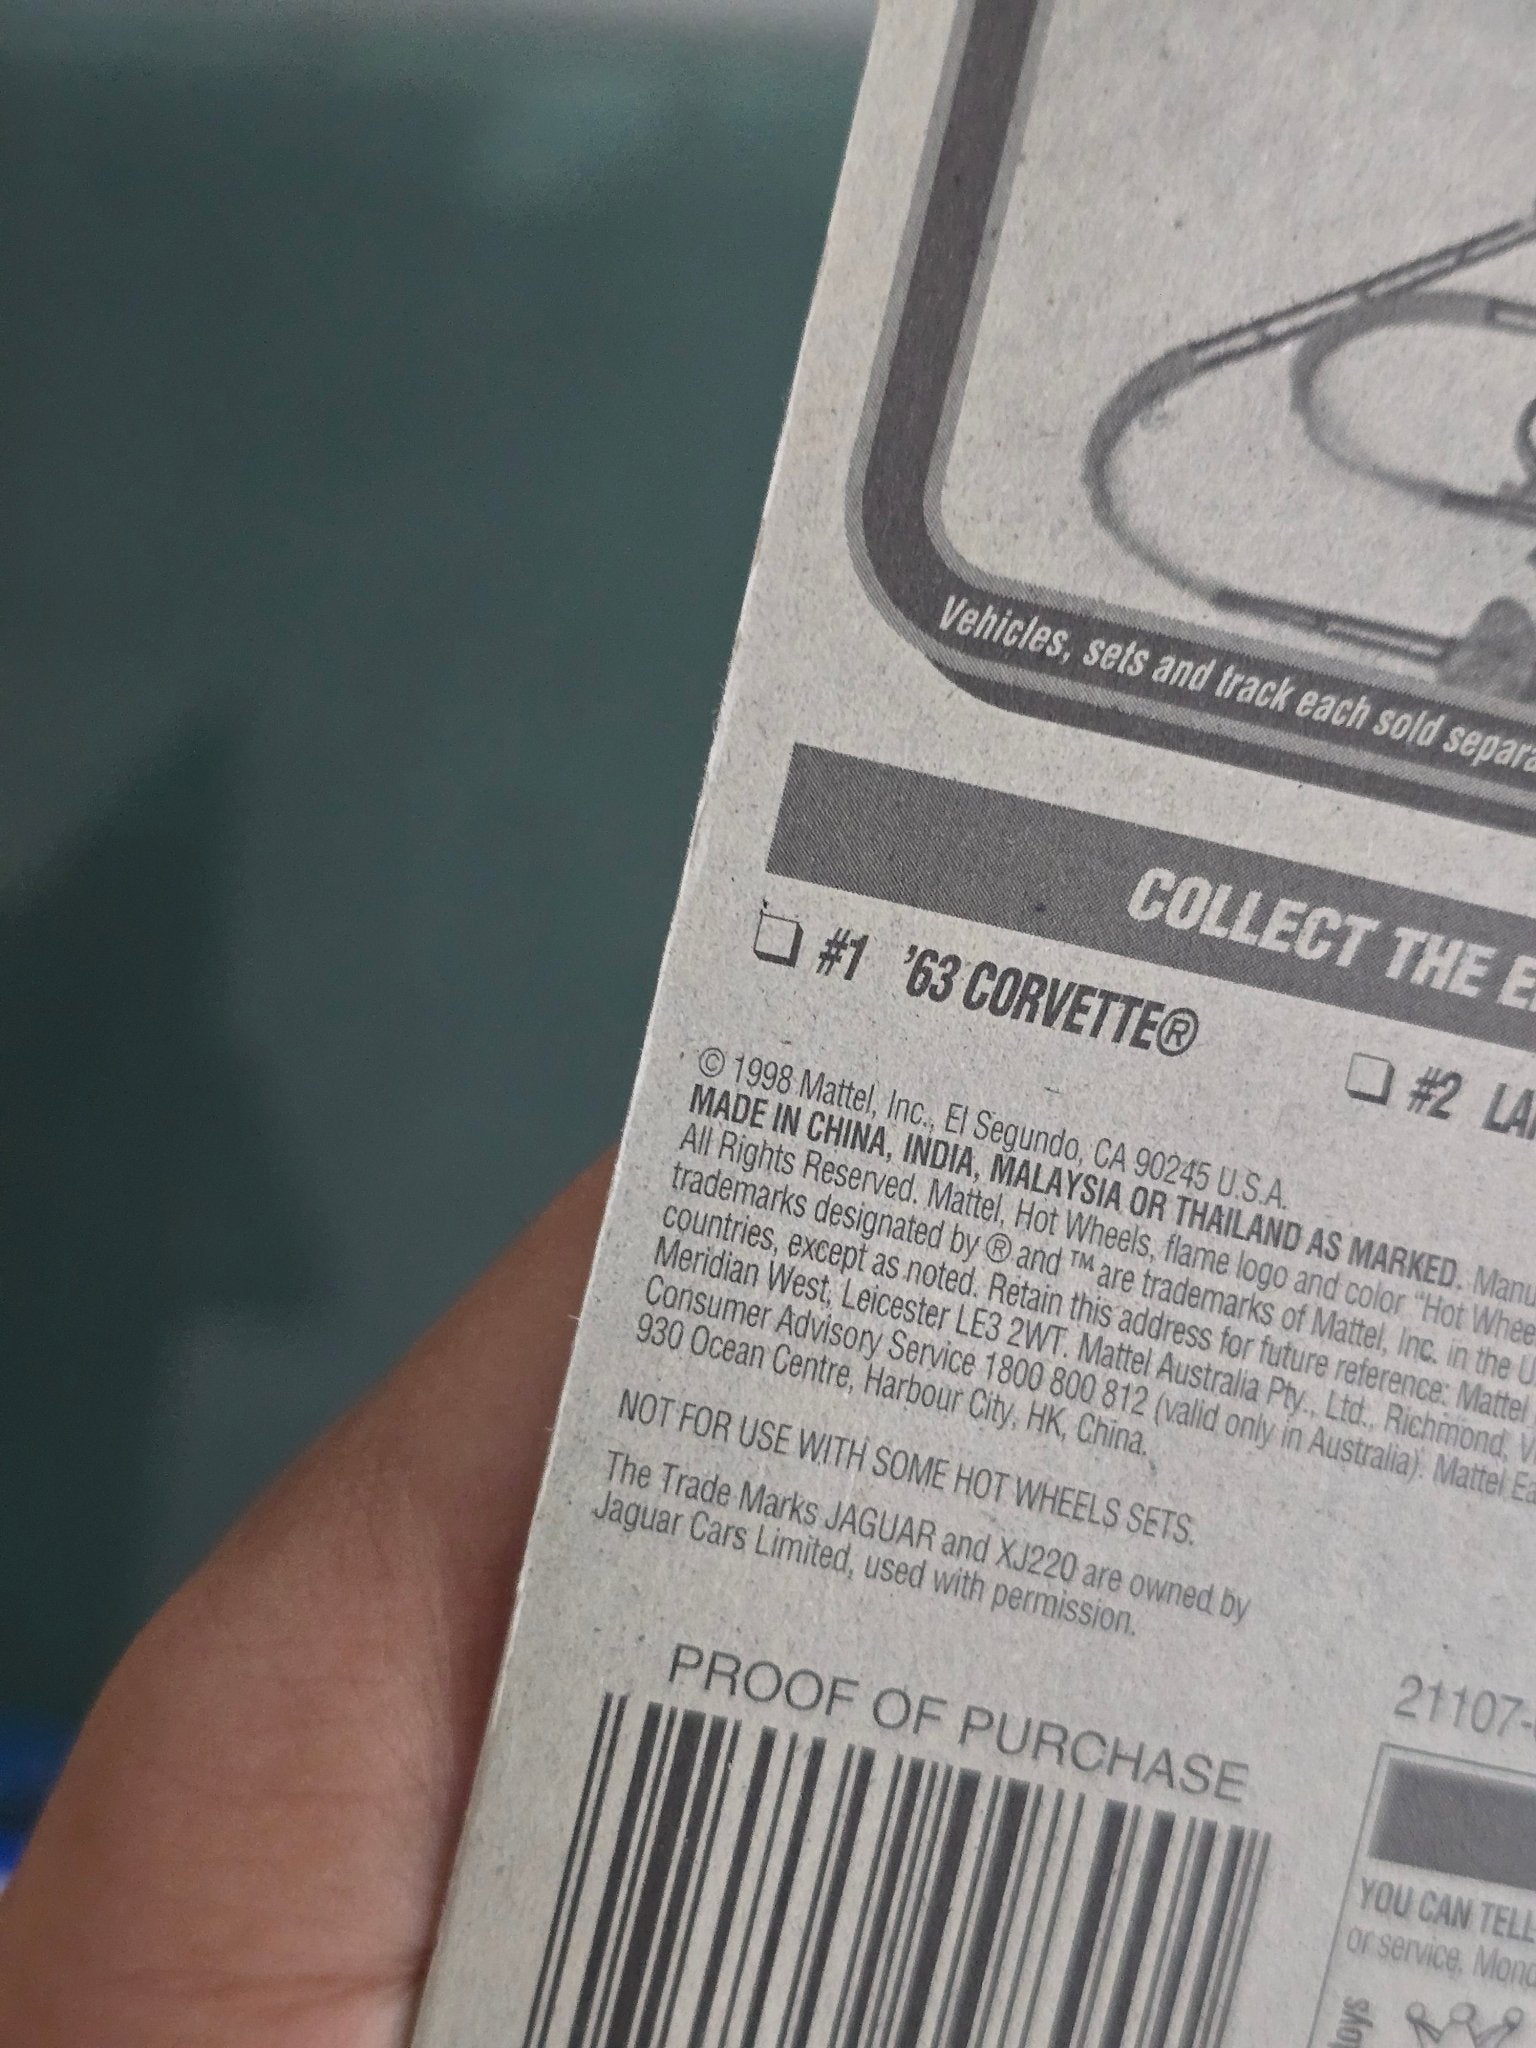 Vehicles, sets and track each sold
COLLECT THE
#1 '63 CORVETTE®
#2
© 1998 Mattel, Inc., El Segundo, CA 90245 U.S.A.
MADE IN CHINA, INDIA, MALAYSIA OR THAILAND AS MARKED.
All Rights Reserved. Mattel, Hot Wheels, flame logo and color "Hot
trademarks designated by ® and ™ are trademarks of Mattel, Inc. in the
countries, except as noted. Retain this address for future reference: Mattel
Meridian West, Leicester LE3 2WT. Mattel Australia Pty., Ltd., Richmond,
Consumer Advisory Service 1800 800 812 (valid only in Australia). Mattel
930 Ocean Centre, Harbour City, HK, China.
NOT FOR USE WITH SOME HOT WHEELS SETS.
The Trade Marks JAGUAR and XJ220 are owned by
Jaguar Cars Limited, used with permission.
PROOF OF PURCHASE
21107-
YOU CAN TELL
or service.